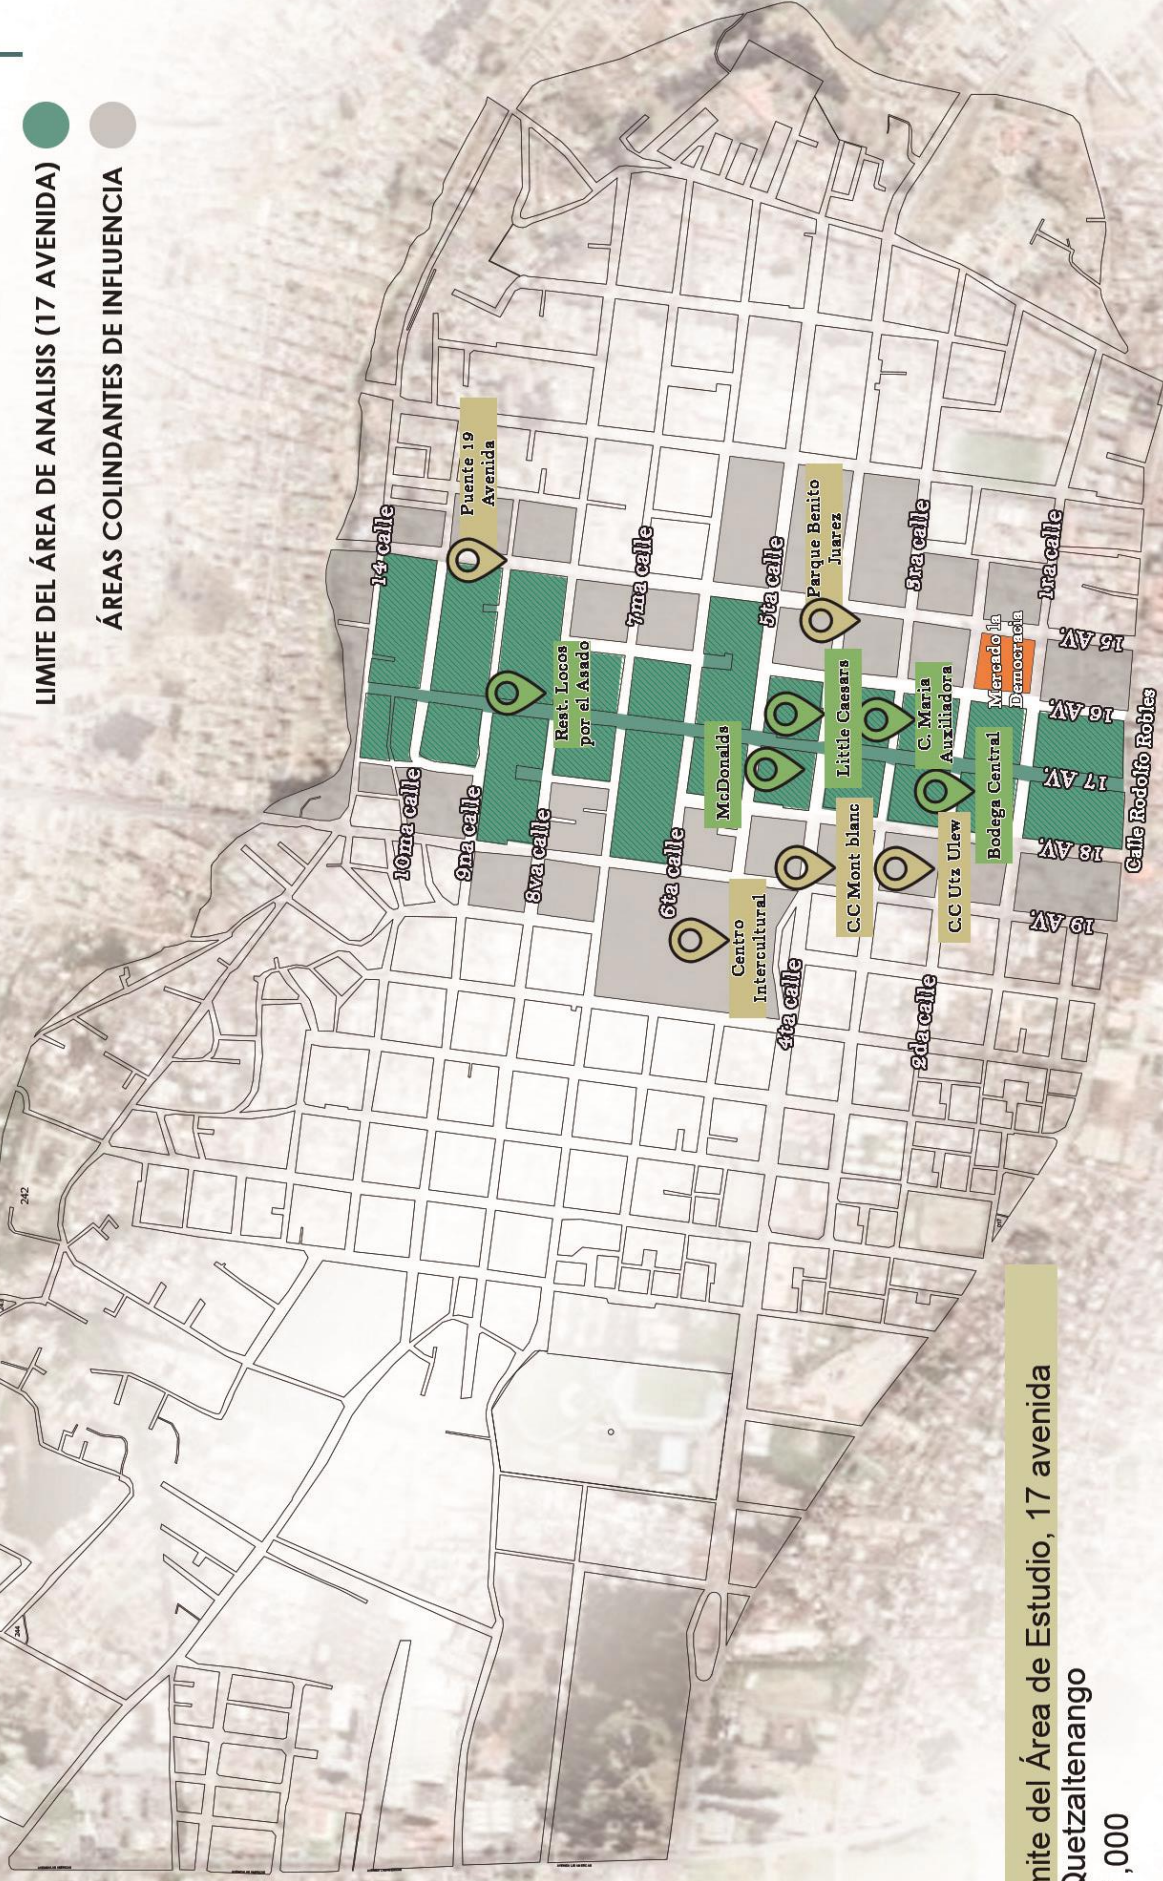 LIMITE DEL ÁREA DE ANALISIS (17 AVENIDA)
ÁREAS COLINDANTES DE INFLUENCIA
14 calle
Puente 19
Avenida
10ma calle
9na calle
8va calle
Rest. Locos
por el Asado
7ma calle
6ta calle
McDonalds
5ta calle
Centro
Intercultural
4ta calle
Parque Benito
Juarez
Little Caesars
C.C Mont blanc
3ra calle
C. Maria
Auxiliadora
C.C Utz Ulew
2da calle
Bodega Central
Mercado la
Democracia
1ra calle
15 AV.
16 AV.
17 AV.
18 AV.
19 AV.
Calle Rodolfo Robles
242
244
mite del Área de Estudio, 17 avenida
Quetzaltenango
,000